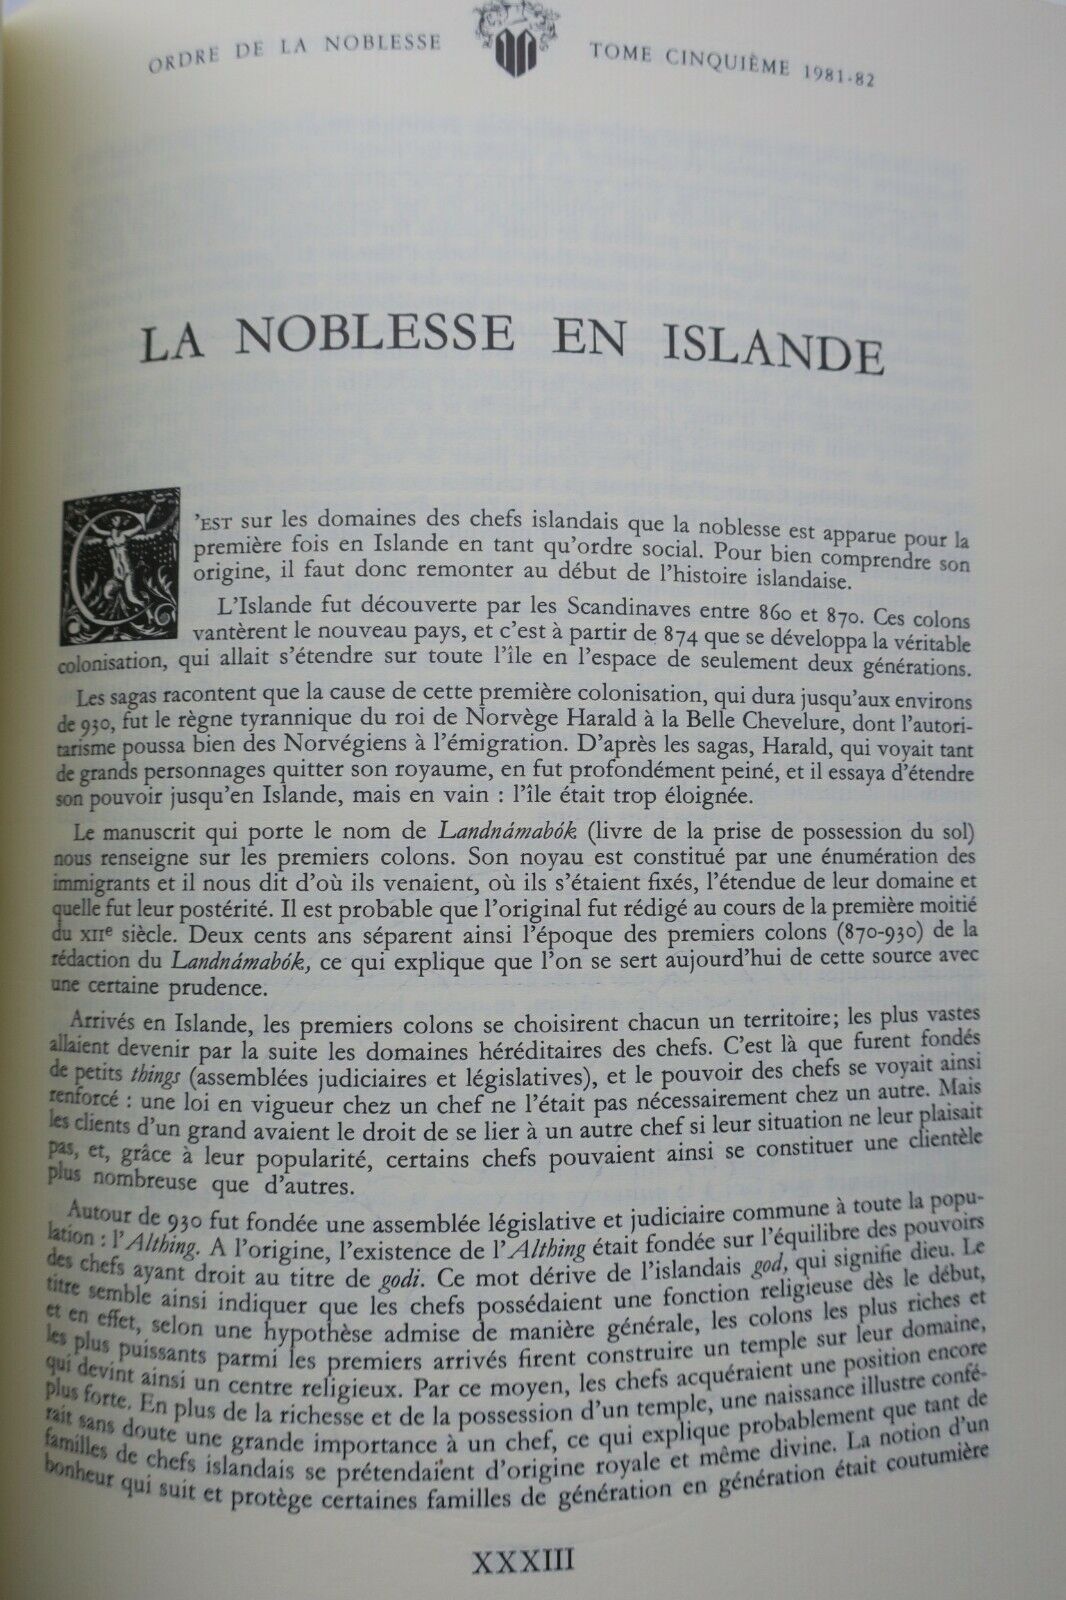 ORDRE DE LA NOBLESSE TOME CINQUIÈME 1981-82
LA NOBLESSE EN ISLANDE
C'EST sur les domaines des chefs islandais que la noblesse est apparue pour la
première fois en Islande en tant qu'ordre social. Pour bien comprendre son
origine, il faut donc remonter au début de l'histoire islandaise.
L'Islande fut découverte par les Scandinaves entre 860 et 870. Ces colons
vantèrent le nouveau pays, et c'est à partir de 874 que se développa la véritable
colonisation, qui allait s'étendre sur toute l'île en l'espace de seulement deux générations.
Les sagas racontent que la cause de cette première colonisation, qui dura jusqu'aux environs
de 930, fut le règne tyrannique du roi de Norvège Harald à la Belle Chevelure, dont l'autori-
tarisme poussa bien des Norvégiens à l'émigration. D'après les sagas, Harald, qui voyait tant
de grands personnages quitter son royaume, en fut profondément peiné, et il essaya d'étendre
son pouvoir jusqu'en Islande, mais en vain : l'île était trop éloignée.
Le manuscrit qui porte le nom de Landnámabók (livre de la prise de possession du sol)
nous renseigne sur les premiers colons. Son noyau est constitué par une énumération des
immigrants et il nous dit d'où ils venaient, où ils s'étaient fixés, l'étendue de leur domaine et
quelle fut leur postérité. Il est probable que l'original fut rédigé au cours de la première moitié
du XIIe siècle. Deux cents ans séparent ainsi l'époque des premiers colons (870-930) de la
rédaction du Landnámabók, ce qui explique que l'on se sert aujourd'hui de cette source avec
une certaine prudence.
Arrivés en Islande, les premiers colons se choisirent chacun un territoire; les plus vastes
allaient devenir par la suite les domaines héréditaires des chefs. C'est là que furent fondés
de petits things (assemblées judiciaires et législatives), et le pouvoir des chefs se voyait ainsi
renforcé : une loi en vigueur chez un chef ne l'était pas nécessairement chez un autre. Mais
les clients d'un grand avaient le droit de se lier à un autre chef si leur situation ne leur plaisait
pas, et, grâce à leur popularité, certains chefs pouvaient ainsi se constituer une clientèle
plus nombreuse que d'autres.
Autour de 930 fut fondée une assemblée législative et judiciaire commune à toute la popu-
lation : l'Althing. A l'origine, l'existence de l'Althing était fondée sur l'équilibre des pouvoirs
des chefs ayant droit au titre de godi. Ce mot dérive de l'islandais god, qui signifie dieu. Le
titre semble ainsi indiquer que les chefs possédaient une fonction religieuse dès le début,
et en effet, selon une hypothèse admise de manière générale, les colons les plus riches et
les plus puissants parmi les premiers arrivés firent construire un temple sur leur domaine,
qui devint ainsi un centre religieux. Par ce moyen, les chefs acquéraient une position encore
plus forte. En plus de la richesse et de la possession d'un temple, une naissance illustre confé-
rait sans doute une grande importance à un chef, ce qui explique probablement que tant de
familles de chefs islandais se prétendaient d'origine royale et même divine. La notion d'un
bonheur qui suit et protège certaines familles de génération en génération était coutumière
XXXIII